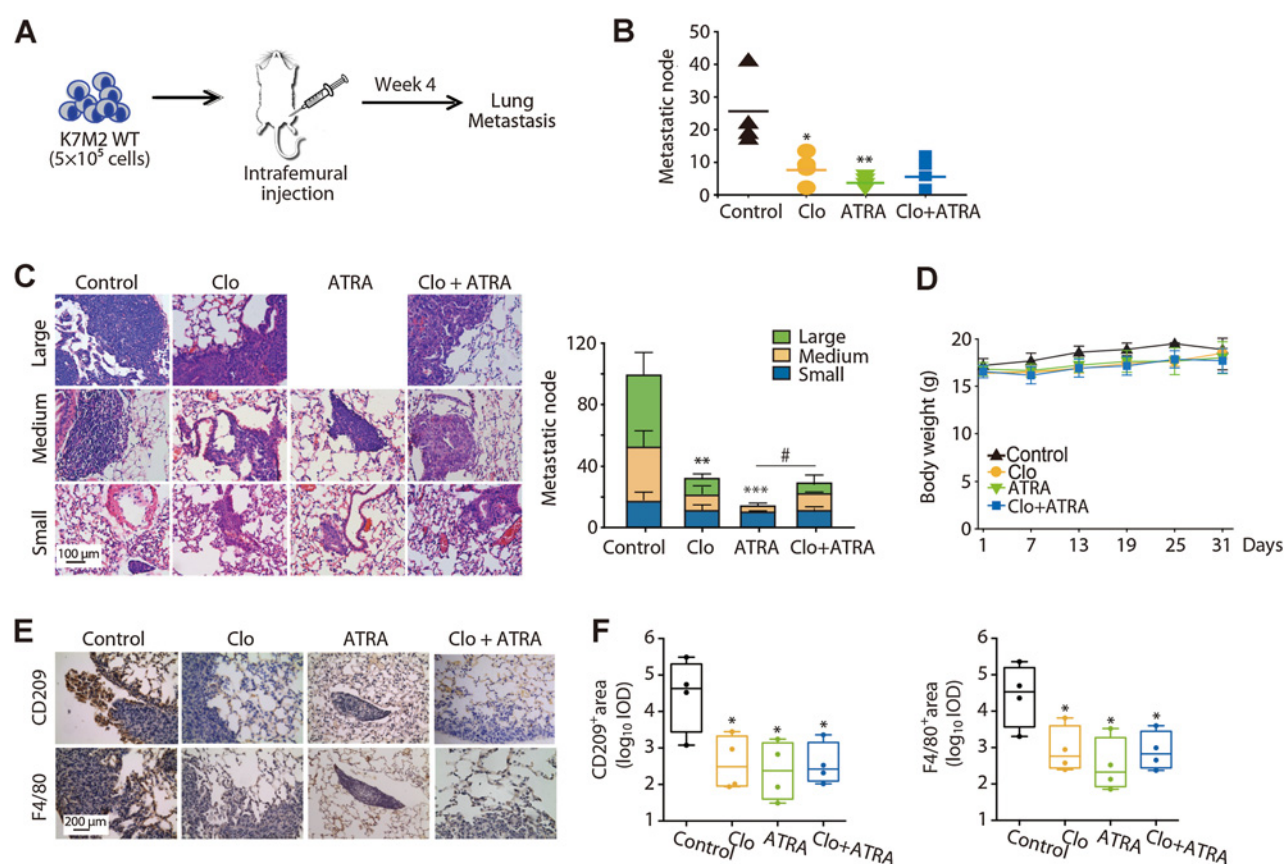 A
K7M2 WT
(5×10⁵ cells)
Intrafemural
injection
Week 4
Lung
Metastasis
B
Metastatic node
50
40
30
20
10
0
Control
Clo
ATRA
Clo+ATRA
*
**
C
Control
Clo
ATRA
Clo + ATRA
Large
Medium
Small
100 µm
Metastatic node
120
80
40
0
Large
Medium
Small
**
***
#
Control
Clo
ATRA
Clo+ATRA
D
Body weight (g)
20
15
10
5
0
Control
Clo
ATRA
Clo+ATRA
1 7 13 19 25 31 Days
E
Control
Clo
ATRA
Clo + ATRA
CD209
F4/80
200 µm
F
CD209⁺area
(log₁₀ IOD)
6
5
4
3
2
1
* * *
Control
Clo
ATRA
Clo+ATRA
F4/80⁺area
(log₁₀ IOD)
6
5
4
3
2
1
* * *
Control
Clo
ATRA
Clo+ATRA